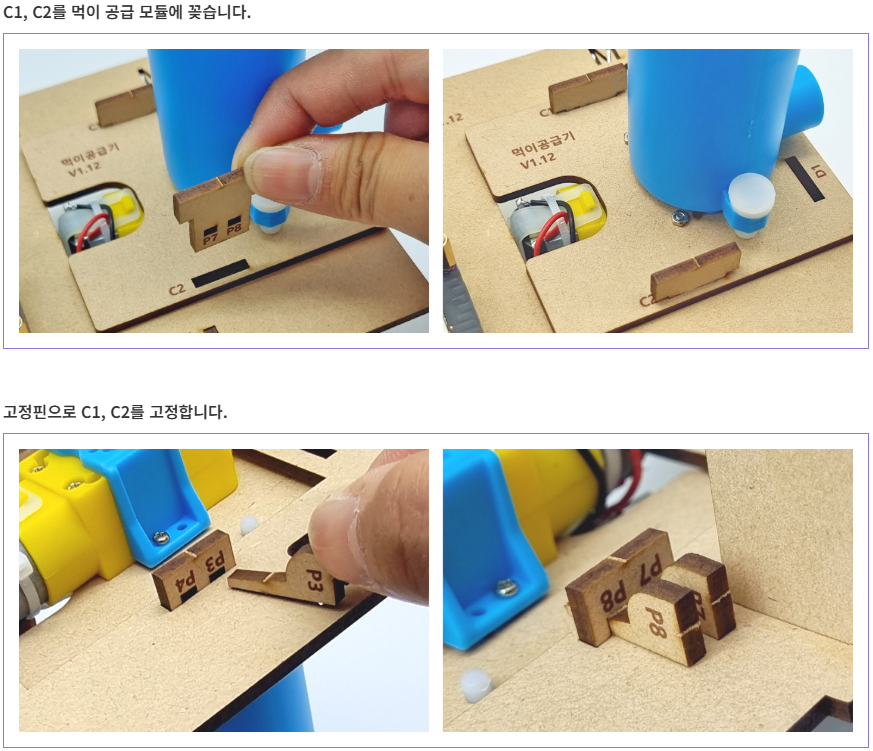 C1, C2를 먹이 공급 모듈에 꽂습니다.
C
먹이공급기
V1.12
P7 P8
C2
.12
C1
먹이공급기
V1.12
D1
C2
고정핀으로 C1, C2를 고정합니다.
P4 P3
P3
P8 P7
P8
P7